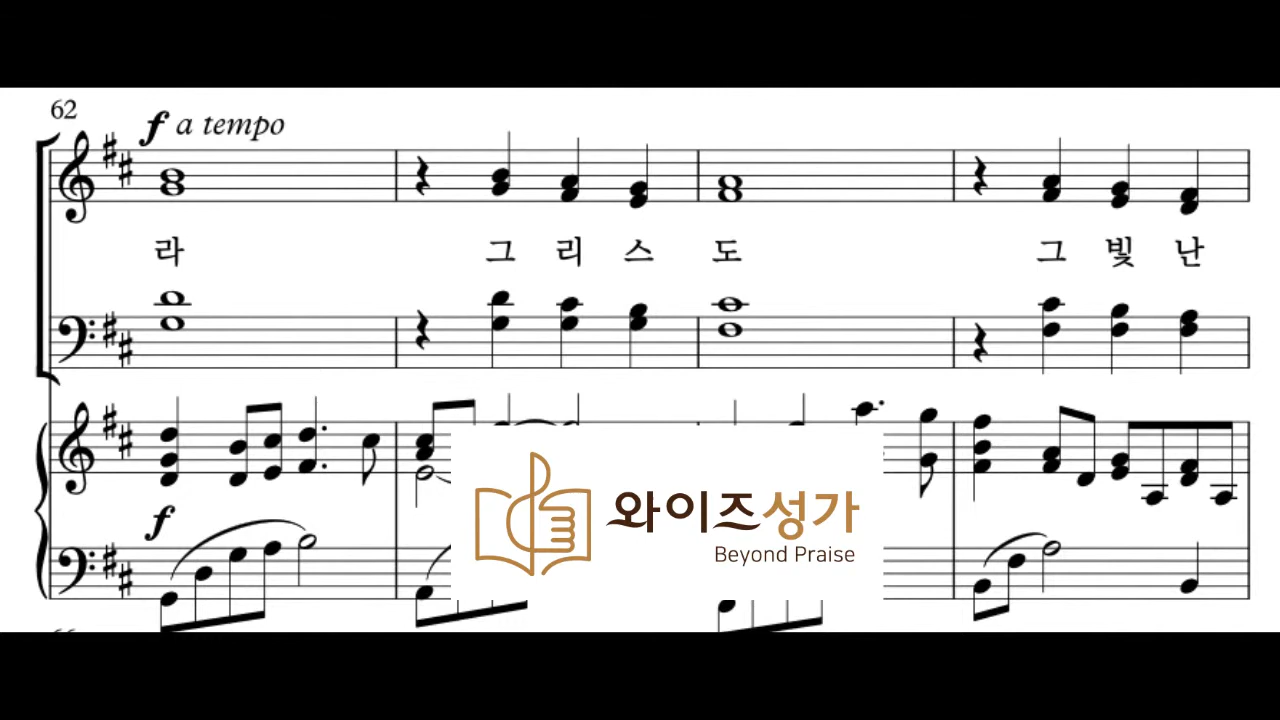 62
f a tempo
라 그 리 스 도 그 빛 난
f
와이즈성가
Beyond Praise